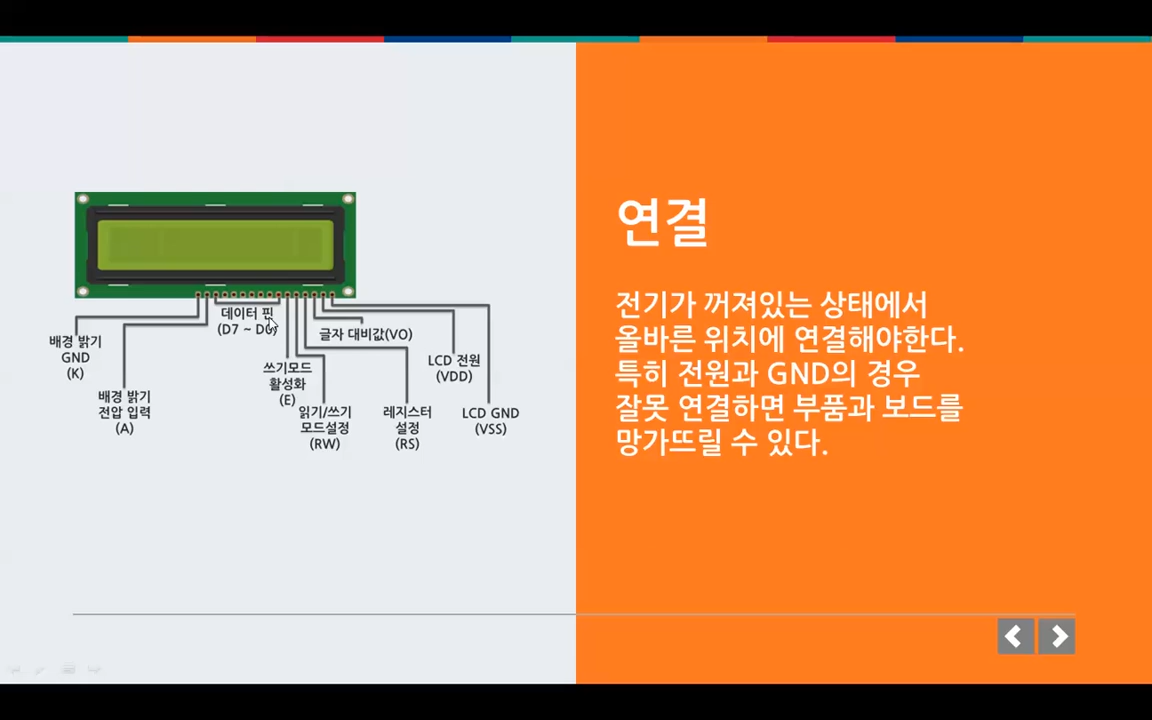 데이터 핀
(D7 ~ D0)
배경 밝기
GND
(K)
글자 대비값(VO)
쓰기모드
활성화
(E)
LCD 전원
(VDD)
배경 밝기
전압 입력
(A)
읽기/쓰기
모드설정
(RW)
레지스터
설정
(RS)
LCD GND
(VSS)
연결
전기가 꺼져있는 상태에서
올바른 위치에 연결해야한다.
특히 전원과 GND의 경우
잘못 연결하면 부품과 보드를
망가뜨릴 수 있다.